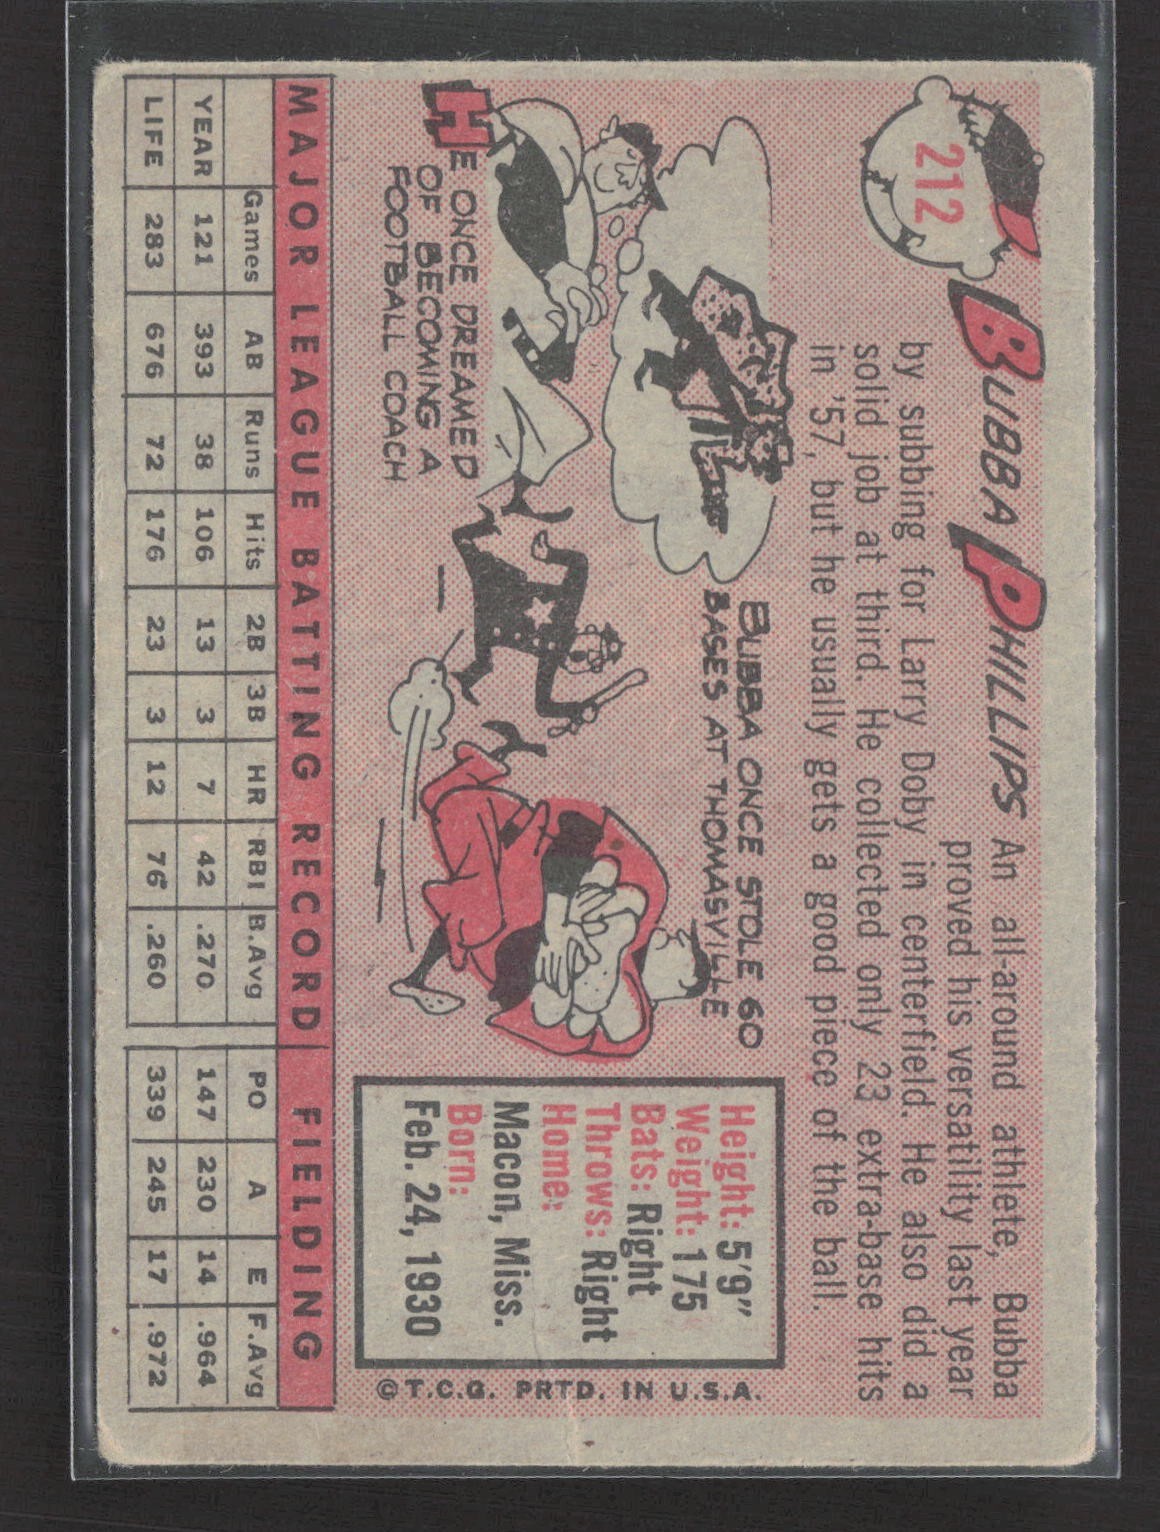 212
BUBBA PHILLIPS An all-around athlete, Bubba
proved his versatility last year
by subbing for Larry Doby in centerfield. He also did a
solid job at third. He collected only 23 extra-base hits
in '57, but he usually gets a good piece of the ball.
BUBBA ONCE STOLE 60
BASES AT THOMASVILLE
HE ONCE DREAMED
OF BECOMING A
FOOTBALL COACH
Height: 5'9"
Weight: 175
Bats: Right
Throws: Right
Home:
Macon, Miss.
Born:
Feb. 24, 1930
©T.C.G. PRTD. IN U.S.A.
MAJOR LEAGUE BATTING RECORD FIELDING
Games AB Runs Hits 2B 3B HR RBI B.Avg PO A E F.Avg
YEAR 121 393 38 106 13 3 7 42 .270 147 230 14 .964
LIFE 283 676 72 176 23 3 12 76 .260 339 245 17 .972